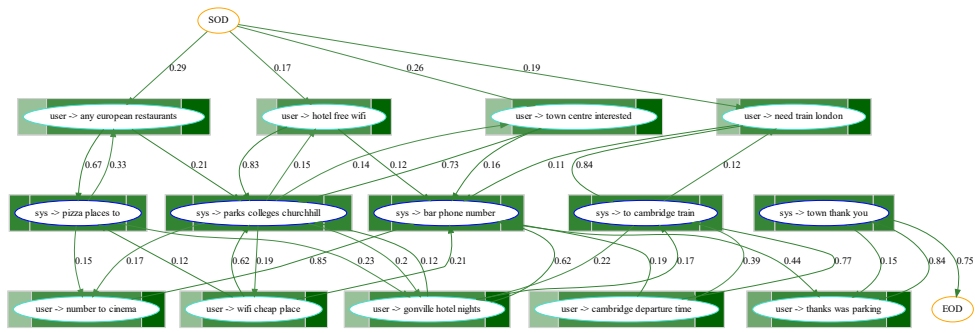 SOD
0.29
0.17
0.26
0.19
user -> any european restaurants
user -> hotel free wifi
user -> town centre interested
user -> need train london
0.67
0.33
0.21
0.83
0.15
0.14
0.12
0.73
0.16
0.11
0.84
0.12
sys -> pizza places to
sys -> parks colleges churchhill
sys -> bar phone number
sys -> to cambridge train
sys -> town thank you
0.15
0.17
0.12
0.62
0.19
0.85
0.23
0.2
0.12
0.21
0.62
0.22
0.19
0.17
0.39
0.44
0.77
0.15
0.84
0.75
user -> number to cinema
user -> wifi cheap place
user -> gonville hotel nights
user -> cambridge departure time
user -> thanks was parking
EOD